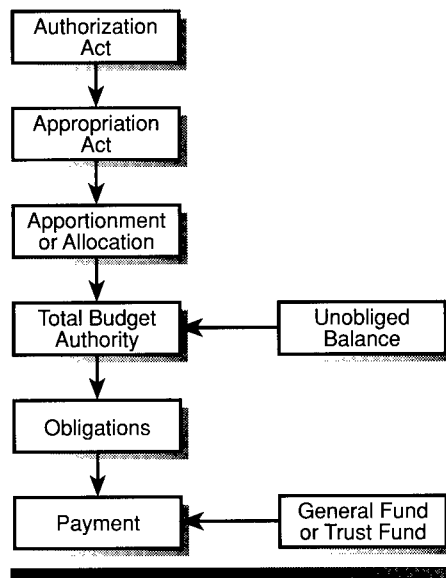 Authorization
Act
Appropriation
Act
Apportionment
or Allocation
Total Budget
Authority
Unobliged
Balance
Obligations
Payment
General Fund
or Trust Fund